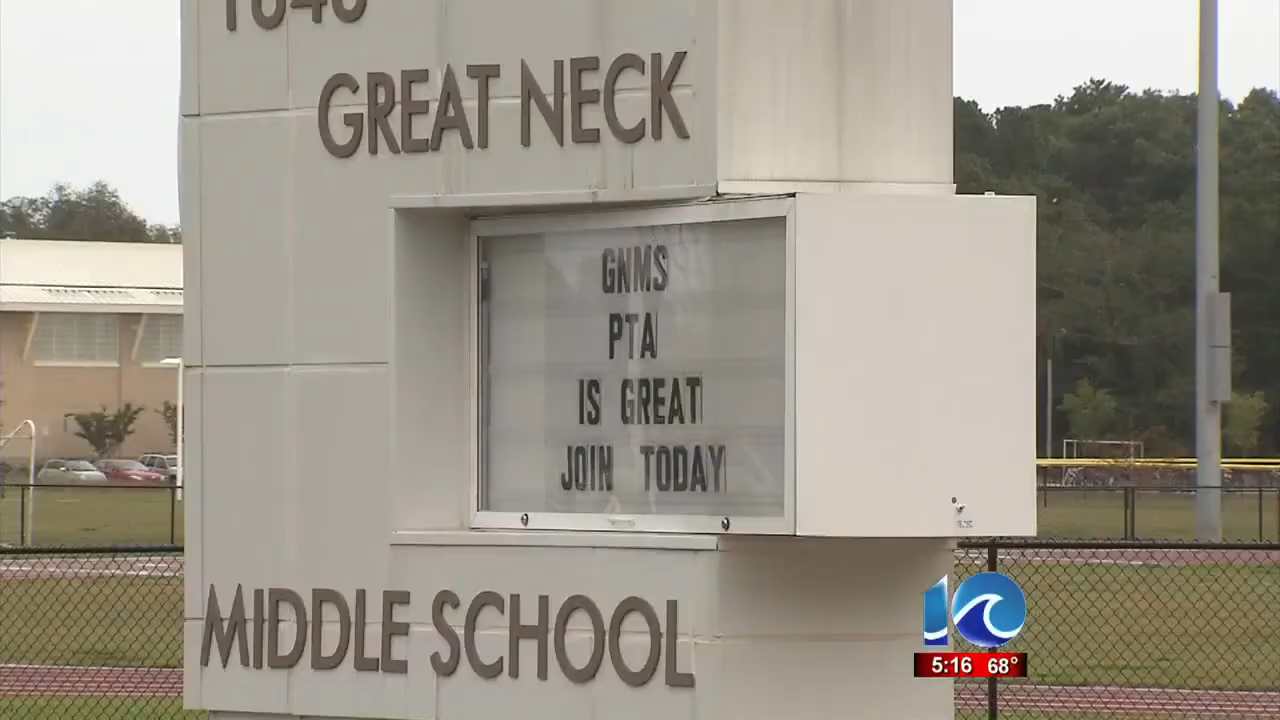 GREAT NECK
GNMS
PTA
IS GREAT
JOIN TODAY
MIDDLE SCHOOL
10
5:16 68°